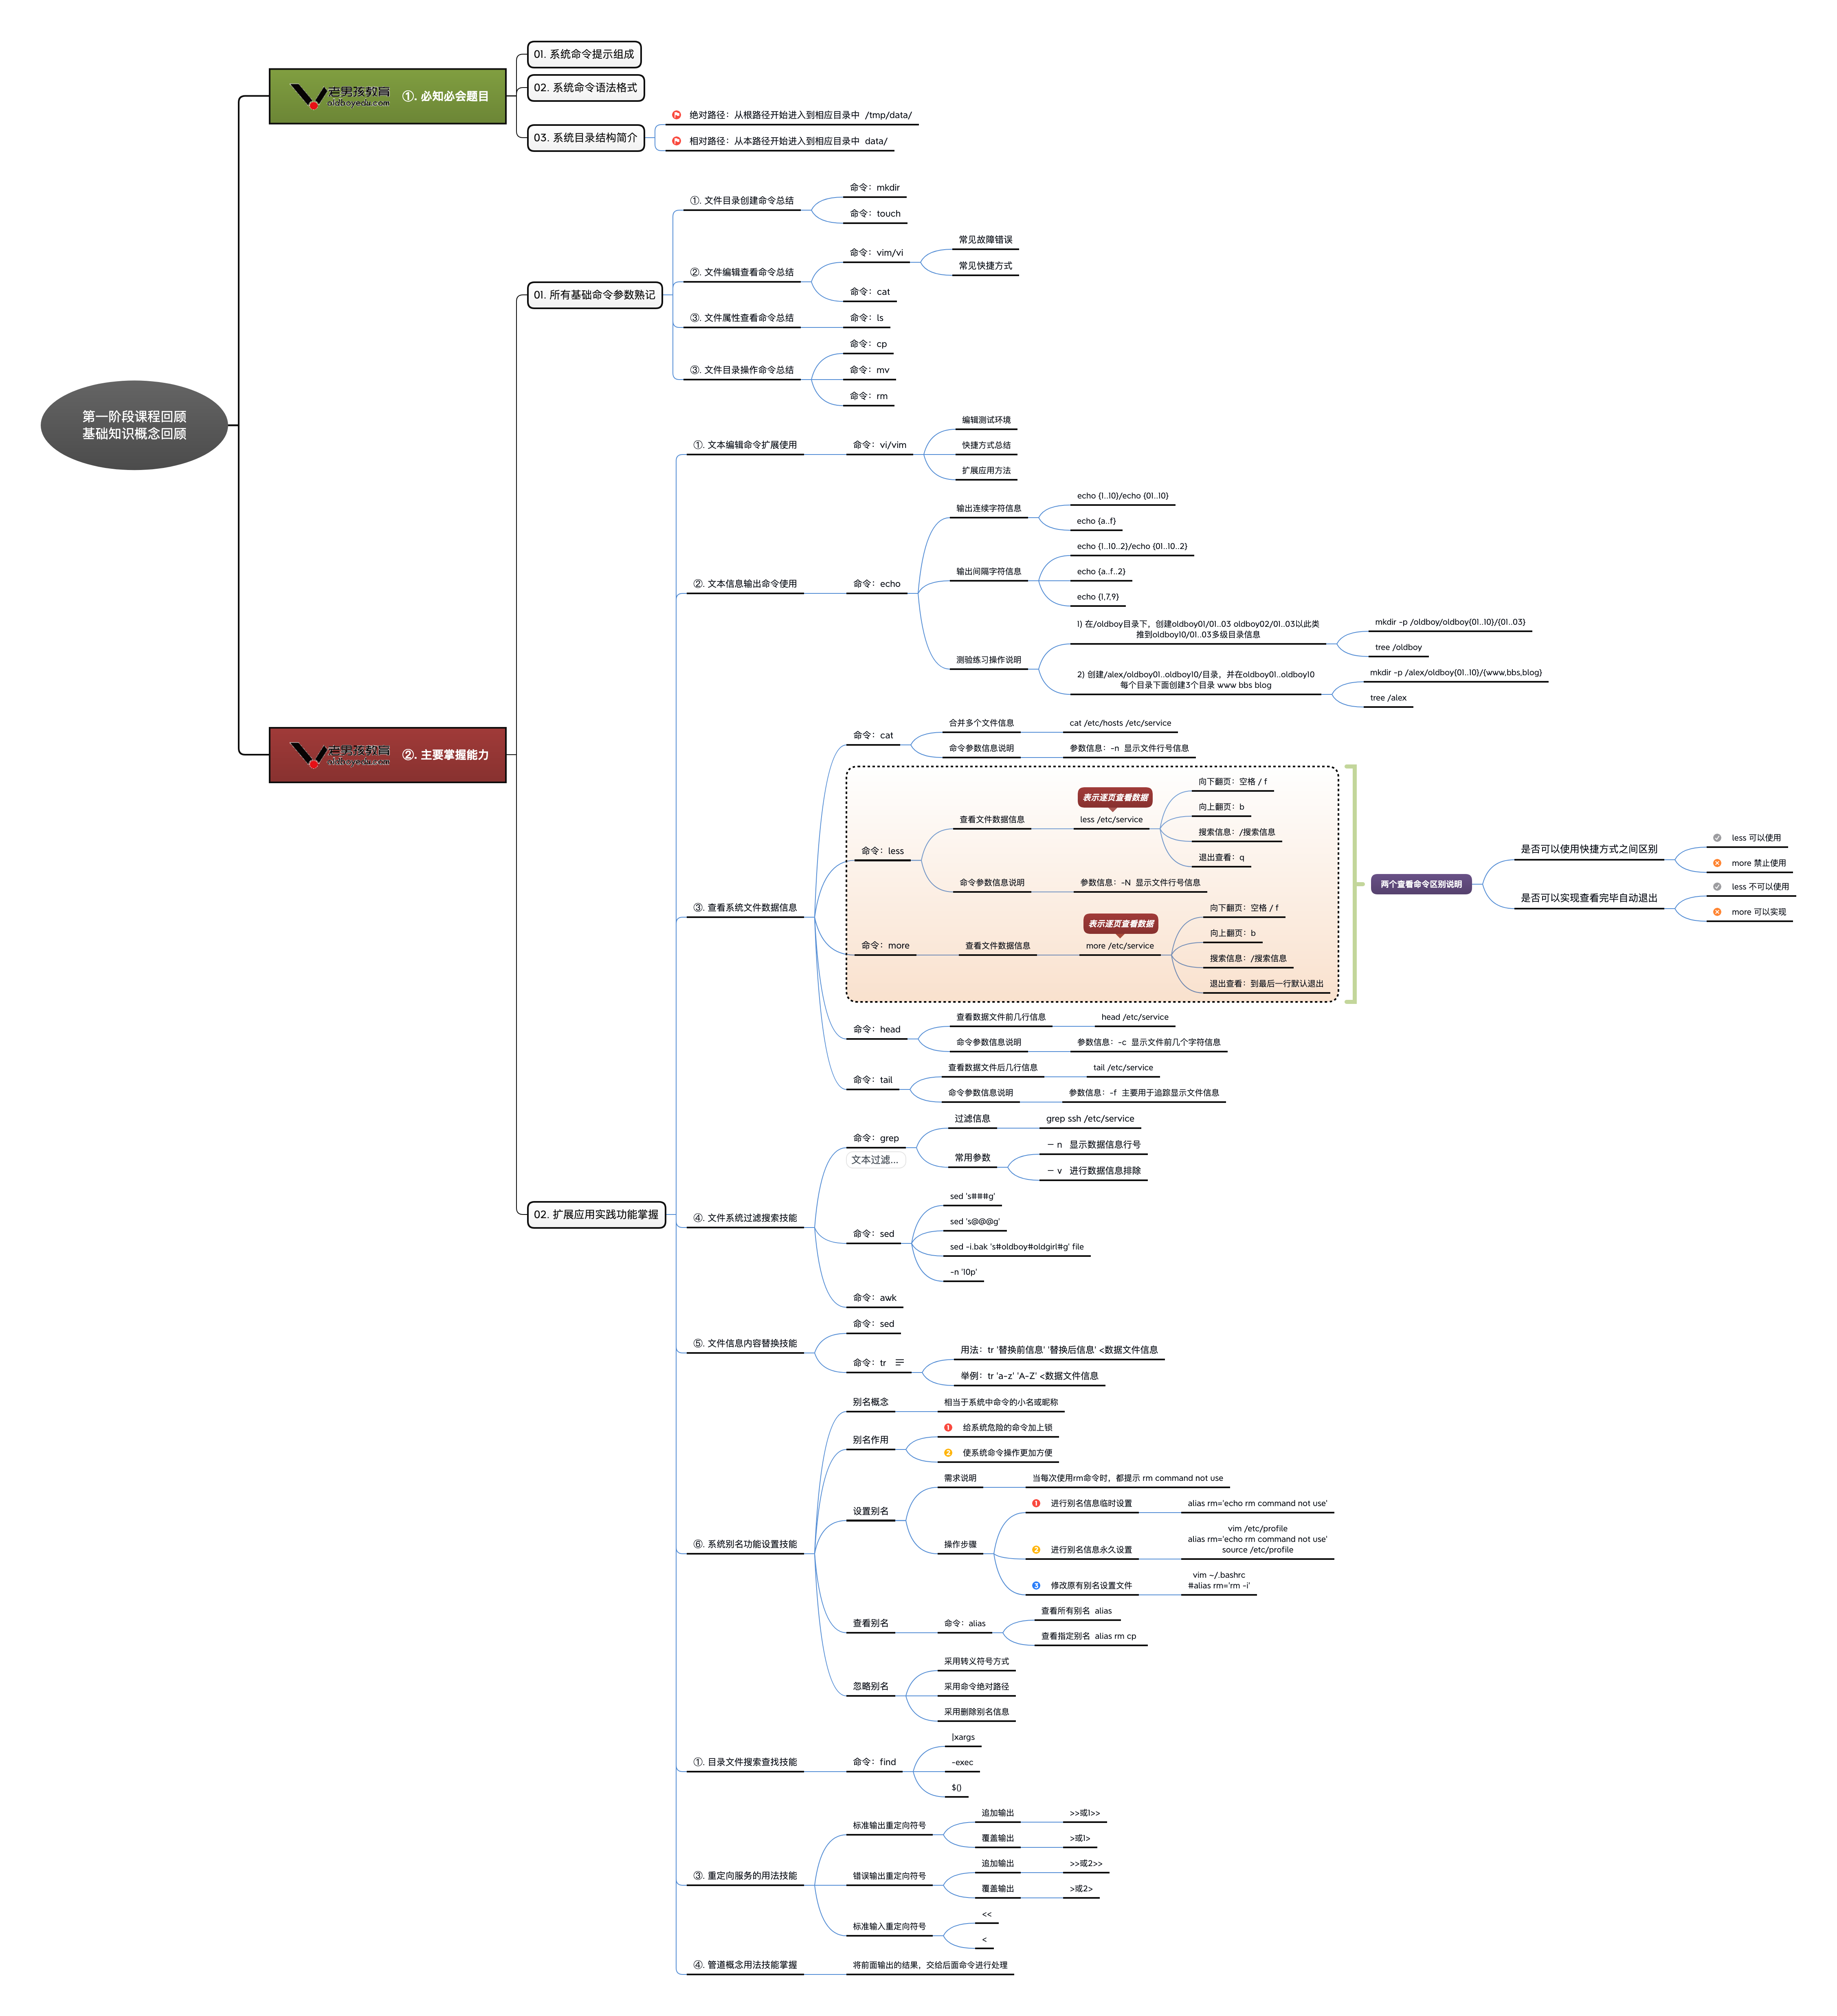 第一阶段课程回顾
基础知识概念回顾
老男孩教育
oldboyedu.com
①. 必知必会题目
01. 系统命令提示组成
02. 系统命令语法格式
03. 系统目录结构简介
绝对路径：从根路径开始进入到相应目录中 /tmp/data/
相对路径：从本路径开始进入到相应目录中 data/
老男孩教育
oldboyedu.com
②. 主要掌握能力
01. 所有基础命令参数熟记
①. 文件目录创建命令总结
命令：mkdir
命令：touch
②. 文件编辑查看命令总结
命令：vim/vi
常见故障错误
常见快捷方式
命令：cat
③. 文件属性查看命令总结
命令：ls
③. 文件目录操作命令总结
命令：cp
命令：mv
命令：rm
02. 扩展应用实践功能掌握
①. 文本编辑命令扩展使用
命令：vi/vim
编辑测试环境
快捷方式总结
扩展应用方法
②. 文本信息输出命令使用
命令：echo
输出连续字符信息
echo {1..10}/echo {01..10}
echo {a..f}
输出间隔字符信息
echo {1..10..2}/echo {01..10..2}
echo {a..f..2}
echo {1,7,9}
测验练习操作说明
1) 在/oldboy目录下，创建oldboy01/01..03 oldboy02/01..03以此类
推到oldboy10/01..03多级目录信息
mkdir -p /oldboy/oldboy{01..10}/{01..03}
tree /oldboy
2) 创建/alex/oldboy01..oldboy10/目录，并在oldboy01..oldboy10
每个目录下面创建3个目录 www bbs blog
mkdir -p /alex/oldboy{01..10}/{www,bbs,blog}
tree /alex
③. 查看系统文件数据信息
命令：cat
合并多个文件信息
cat /etc/hosts /etc/service
命令参数信息说明
参数信息：-n 显示文件行号信息
命令：less
查看文件数据信息
表示逐页查看数据
less /etc/service
向下翻页：空格 / f
向上翻页：b
搜索信息：/搜索信息
退出查看：q
命令参数信息说明
参数信息：-N 显示文件行号信息
命令：more
查看文件数据信息
表示逐页查看数据
more /etc/service
向下翻页：空格 / f
向上翻页：b
搜索信息：/搜索信息
退出查看：到最后一行默认退出
两个查看命令区别说明
是否可以使用快捷方式之间区别
less 可以使用
more 禁止使用
是否可以实现查看完毕自动退出
less 不可以使用
more 可以实现
命令：head
查看数据文件前几行信息
head /etc/service
命令参数信息说明
参数信息：-c 显示文件前几个字符信息
命令：tail
查看数据文件后几行信息
tail /etc/service
命令参数信息说明
参数信息：-f 主要用于追踪显示文件信息
④. 文件系统过滤搜索技能
命令：grep
文本过滤...
过滤信息
grep ssh /etc/service
常用参数
－ n 显示数据信息行号
－ v 进行数据信息排除
命令：sed
sed 's###g'
sed 's@@@g'
sed -i.bak 's#oldboy#oldgirl#g' file
-n '10p'
命令：awk
⑤. 文件信息内容替换技能
命令：sed
命令：tr
用法：tr '替换前信息' '替换后信息' <数据文件信息
举例：tr 'a-z' 'A-Z' <数据文件信息
⑥. 系统别名功能设置技能
别名概念
相当于系统中命令的小名或昵称
别名作用
1 给系统危险的命令加上锁
2 使系统命令操作更加方便
设置别名
需求说明
当每次使用rm命令时，都提示 rm command not use
操作步骤
1 进行别名信息临时设置
alias rm='echo rm command not use'
2 进行别名信息永久设置
vim /etc/profile
alias rm='echo rm command not use'
source /etc/profile
3 修改原有别名设置文件
vim ~/.bashrc
#alias rm='rm -i'
查看别名
命令：alias
查看所有别名 alias
查看指定别名 alias rm cp
忽略别名
采用转义符号方式
采用命令绝对路径
采用删除别名信息
①. 目录文件搜索查找技能
命令：find
|xargs
-exec
$()
③. 重定向服务的用法技能
标准输出重定向符号
追加输出
>>或1>>
覆盖输出
>或1>
错误输出重定向符号
追加输出
>>或2>>
覆盖输出
>或2>
标准输入重定向符号
<<
<
④. 管道概念用法技能掌握
将前面输出的结果，交给后面命令进行处理